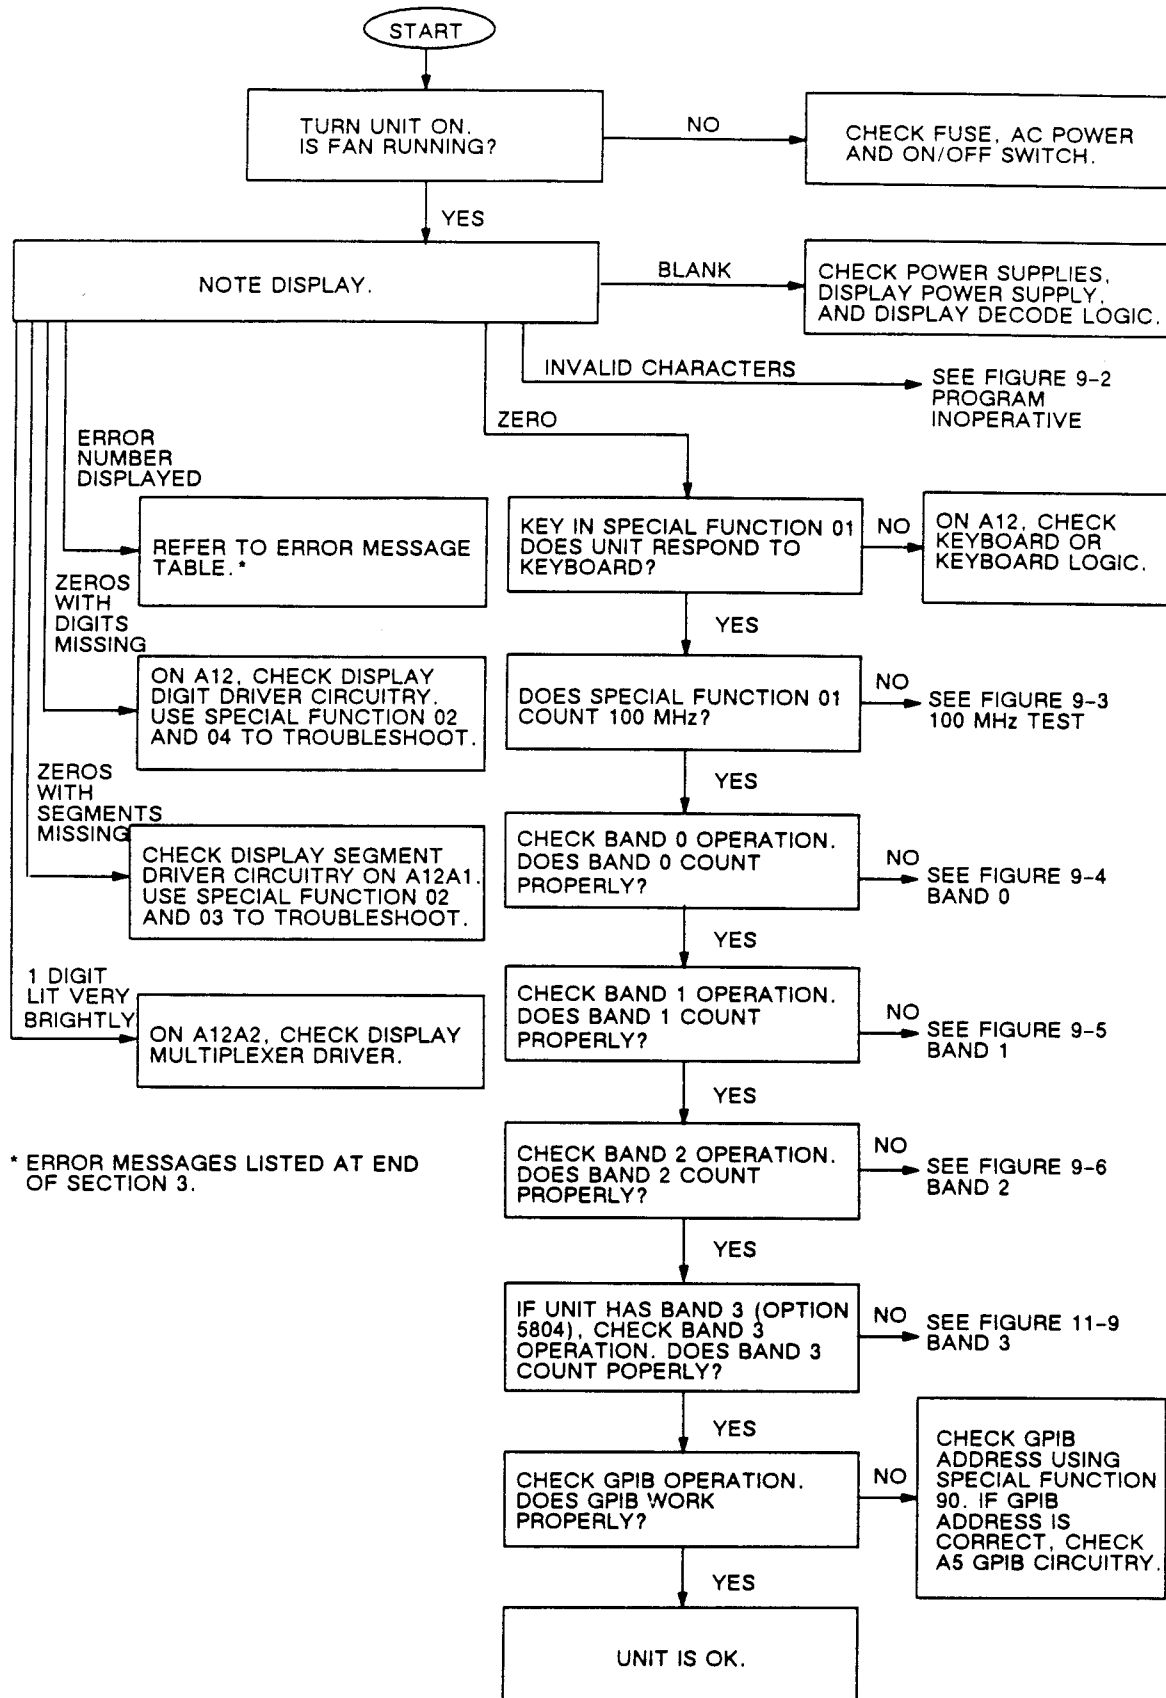 START
TURN UNIT ON.
IS FAN RUNNING?
NO
CHECK FUSE, AC POWER
AND ON/OFF SWITCH.
YES
NOTE DISPLAY.
BLANK
CHECK POWER SUPPLIES,
DISPLAY POWER SUPPLY,
AND DISPLAY DECODE LOGIC.
INVALID CHARACTERS
SEE FIGURE 9-2
PROGRAM
INOPERATIVE
ZERO
ERROR
NUMBER
DISPLAYED
REFER TO ERROR MESSAGE
TABLE.*
KEY IN SPECIAL FUNCTION 01
DOES UNIT RESPOND TO
KEYBOARD?
NO
ON A12, CHECK
KEYBOARD OR
KEYBOARD LOGIC.
ZEROS
WITH
DIGITS
MISSING
YES
ON A12, CHECK DISPLAY
DIGIT DRIVER CIRCUITRY.
USE SPECIAL FUNCTION 02
AND 04 TO TROUBLESHOOT.
DOES SPECIAL FUNCTION 01
COUNT 100 MHz?
NO
SEE FIGURE 9-3
100 MHz TEST
ZEROS
WITH
SEGMENTS
MISSING
YES
CHECK DISPLAY SEGMENT
DRIVER CIRCUITRY ON A12A1.
USE SPECIAL FUNCTION 02
AND 03 TO TROUBLESHOOT.
CHECK BAND 0 OPERATION.
DOES BAND 0 COUNT
PROPERLY?
NO
SEE FIGURE 9-4
BAND 0
YES
1 DIGIT
LIT VERY
BRIGHTLY
ON A12A2, CHECK DISPLAY
MULTIPLEXER DRIVER.
CHECK BAND 1 OPERATION.
DOES BAND 1 COUNT
PROPERLY?
NO
SEE FIGURE 9-5
BAND 1
YES
* ERROR MESSAGES LISTED AT END
OF SECTION 3.
CHECK BAND 2 OPERATION.
DOES BAND 2 COUNT
PROPERLY?
NO
SEE FIGURE 9-6
BAND 2
YES
IF UNIT HAS BAND 3 (OPTION
5804), CHECK BAND 3
OPERATION. DOES BAND 3
COUNT POPERLY?
NO
SEE FIGURE 11-9
BAND 3
YES
CHECK GPIB OPERATION.
DOES GPIB WORK
PROPERLY?
NO
CHECK GPIB
ADDRESS USING
SPECIAL FUNCTION
90. IF GPIB
ADDRESS IS
CORRECT, CHECK
A5 GPIB CIRCUITRY.
YES
UNIT IS OK.